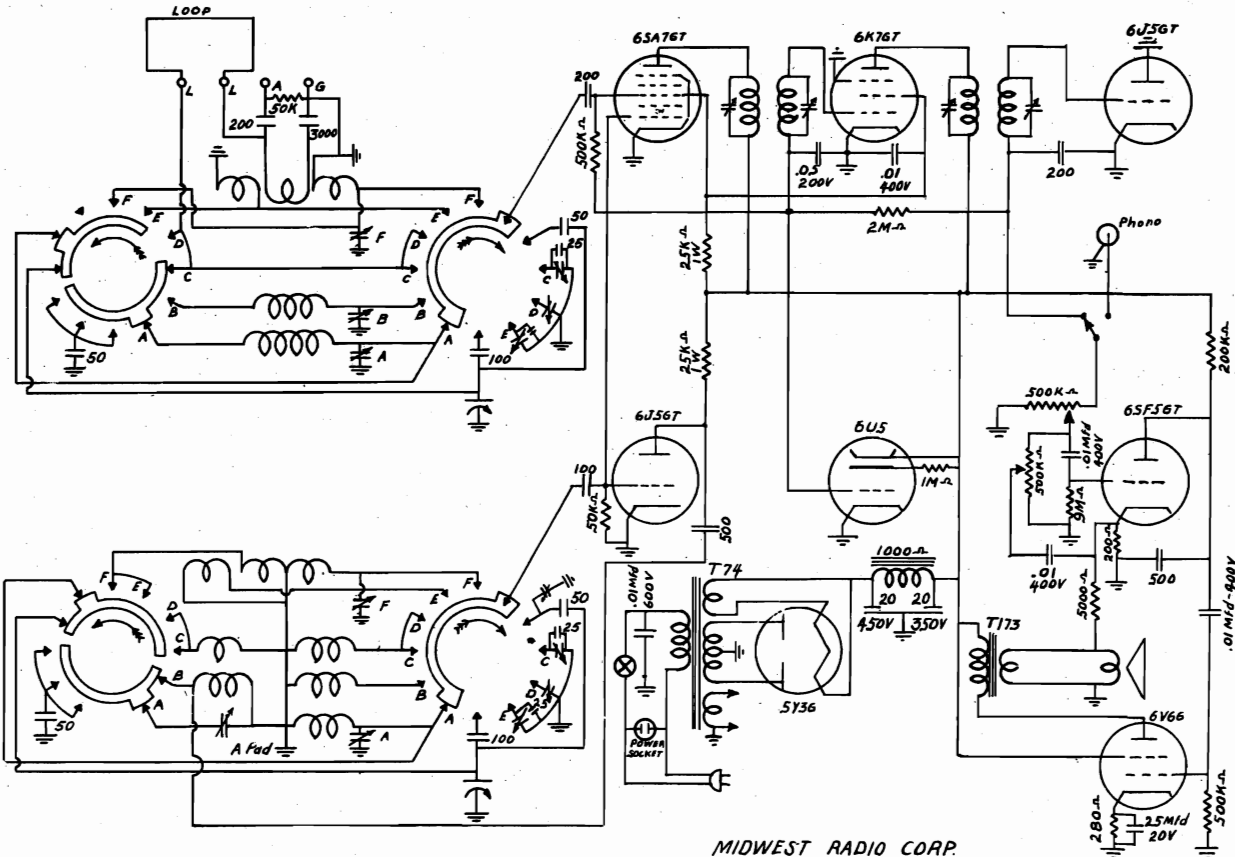 LOOP
L
L
A
G
50K
200
3000
F
E
D
C
B
A
50
F
B
A
F
E
D
C
B
A
50
25
C
D
E
100
200
500K Ω
6SA7GT
6K7GT
6J5GT
.05
200V
.01
400V
200
2M Ω
25K Ω
1W
25K Ω
1W
Phono
200K Ω
500K Ω
.01Mfd
400V
500K Ω
9M Ω
6SF5GT
200 Ω
500
.01
400V
5000 Ω
.01Mfd-400V
6J5GT
100
50K Ω
500
6U5
1M Ω
1000 Ω
20
20
450V
350V
T74
.01Mfd
600V
5Y3G
POWER
SOCKET
T173
6V6G
280 Ω
25Mfd
20V
500K Ω
F
E
D
C
B
A
50
A Pad
F
A
F
E
D
C
B
A
50
25
C
D
E
100
MIDWEST RADIO CORP.